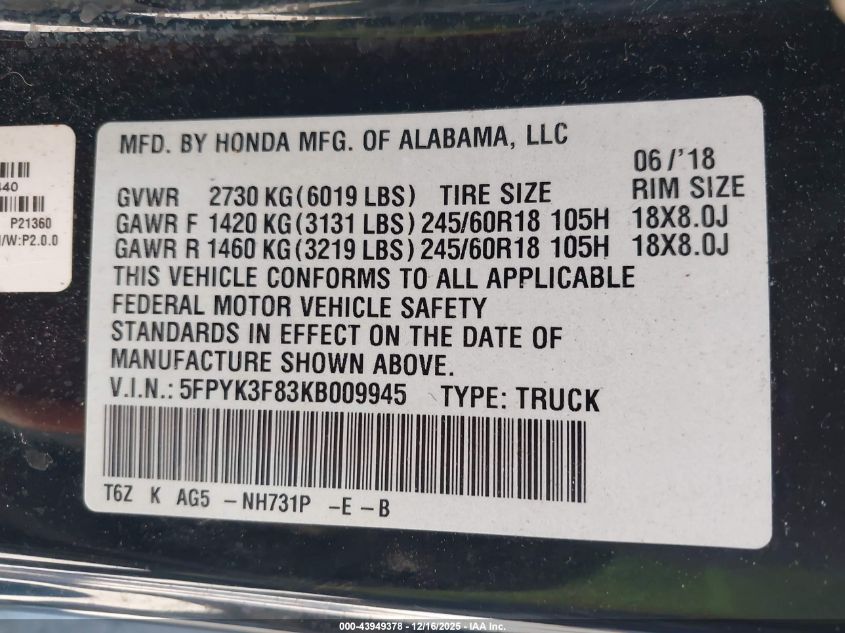 MFD. BY HONDA MFG. OF ALABAMA, LLC
06/'18
GVWR 2730 KG(6019 LBS) TIRE SIZE RIM SIZE
GAWR F 1420 KG(3131 LBS) 245/60R18 105H 18X8.0J
GAWR R 1460 KG(3219 LBS) 245/60R18 105H 18X8.0J
THIS VEHICLE CONFORMS TO ALL APPLICABLE
FEDERAL MOTOR VEHICLE SAFETY
STANDARDS IN EFFECT ON THE DATE OF
MANUFACTURE SHOWN ABOVE.
V.I.N.: 5FPYK3F83KB009945 TYPE: TRUCK
T6Z K AG5 -NH731P -E -B
P21360
/W:P2.0.0
000-43949378 - 12/16/2025 - IAA Inc.